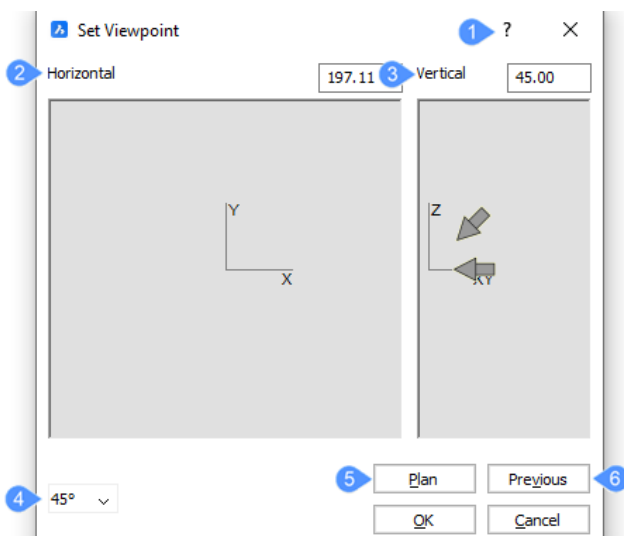 Set Viewpoint 1 ?
2 Horizontal 197.11 3 Vertical 45.00
Y
X
Z
XY
4 45°
5 Plan Previous 6
OK Cancel